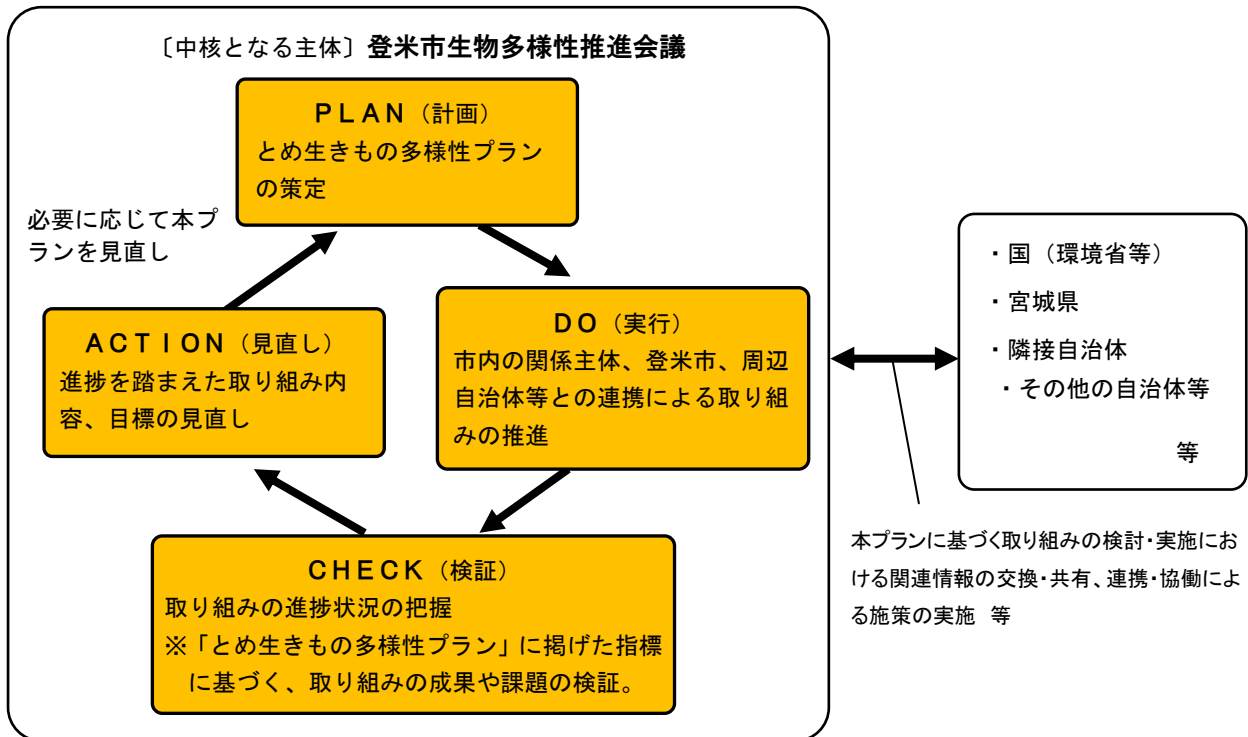 〔中核となる主体〕登米市生物多様性推進会議
ＰＬＡＮ（計画）
とめ生きもの多様性プラン
の策定
必要に応じて本プ
ランを見直し
ＤＯ（実行）
市内の関係主体、登米市、周辺
自治体等との連携による取り組
みの推進
ＡＣＴＩＯＮ（見直し）
進捗を踏まえた取り組み内
容、目標の見直し
ＣＨＥＣＫ（検証）
取り組みの進捗状況の把握
※「とめ生きもの多様性プラン」に掲げた指標
に基づく、取り組みの成果や課題の検証。
・国（環境省等）
・宮城県
・隣接自治体
・その他の自治体等
等
本プランに基づく取り組みの検討・実施にお
ける関連情報の交換・共有、連携・協働によ
る施策の実施　等